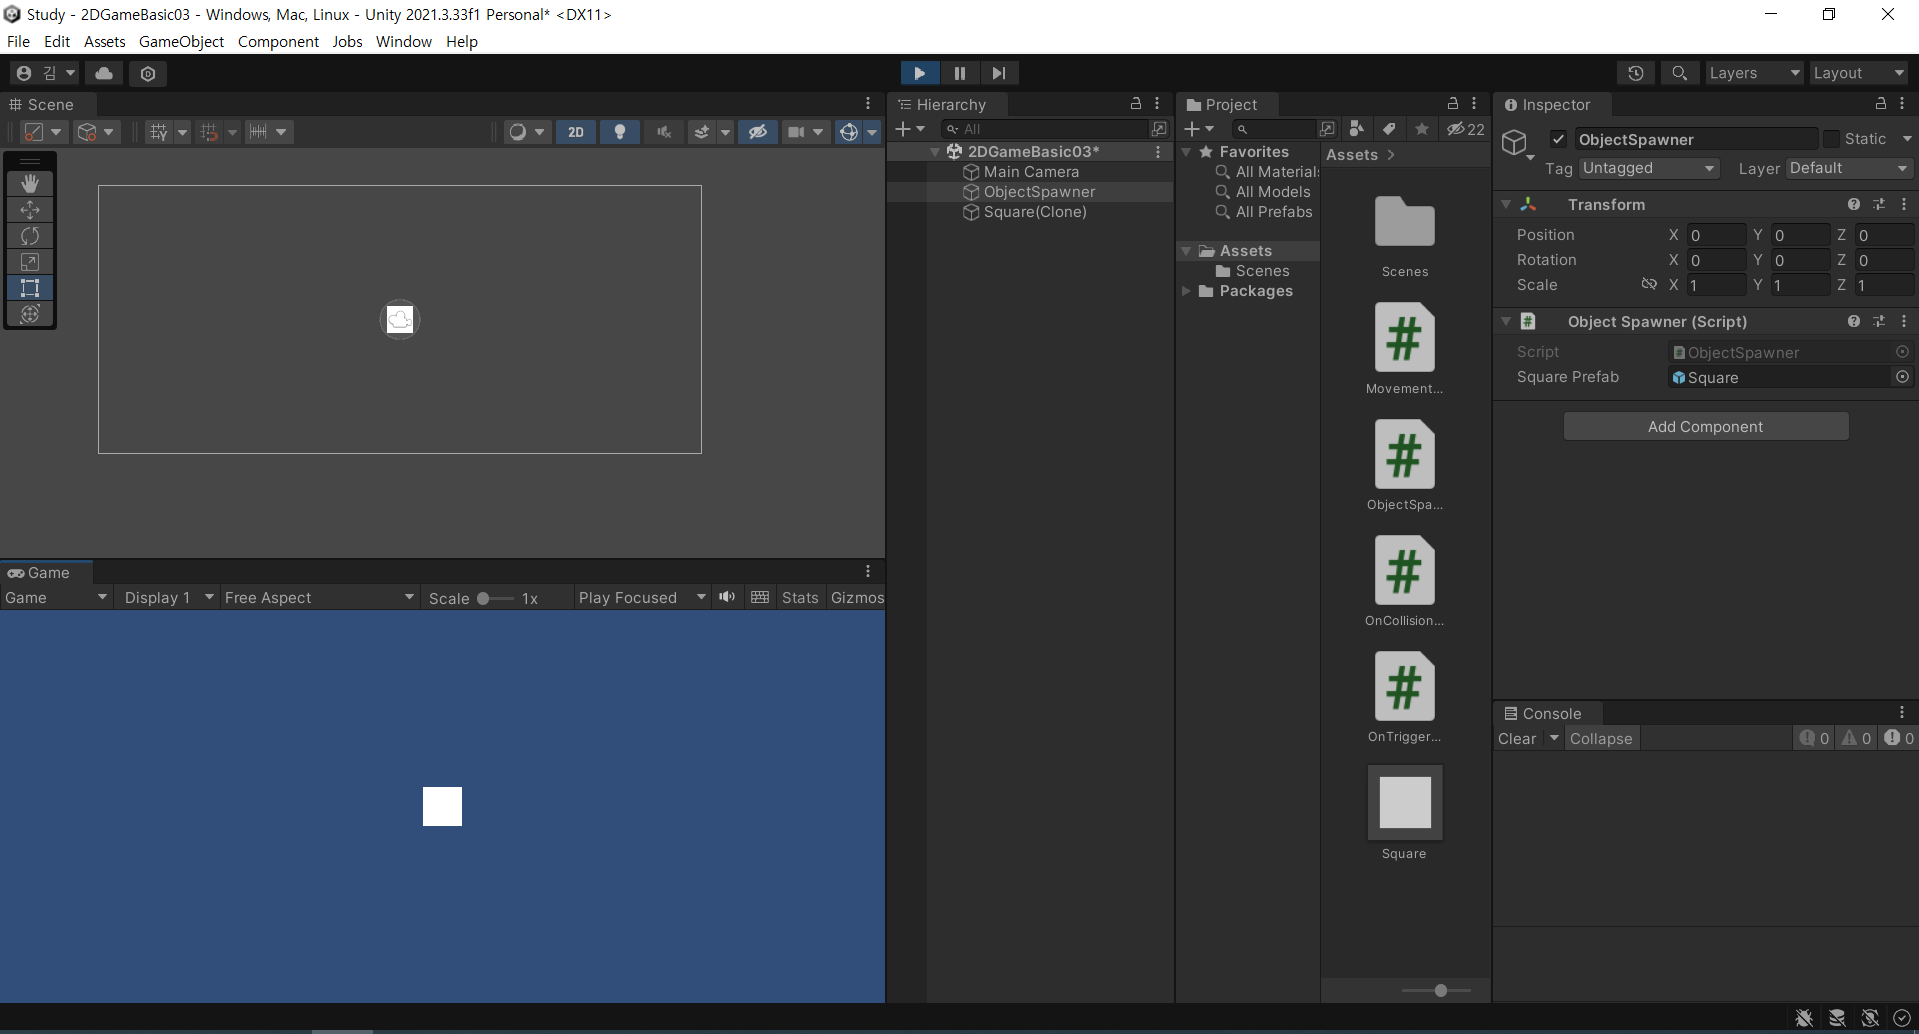 Study - 2DGameBasic03 - Windows, Mac, Linux - Unity 2021.3.33f1 Personal* <DX11>
File Edit Assets GameObject Component Jobs Window Help
김
Layers
Layout
Scene
2D
Hierarchy
All
2DGameBasic03*
Main Camera
ObjectSpawner
Square(Clone)
Project
22
Favorites
All Materials
All Models
All Prefabs
Assets
Scenes
Packages
Assets >
Scenes
Movement...
ObjectSpa...
OnCollision...
OnTrigger...
Square
Inspector
ObjectSpawner
Static
Tag Untagged
Layer Default
Transform
Position X 0 Y 0 Z 0
Rotation X 0 Y 0 Z 0
Scale X 1 Y 1 Z 1
Object Spawner (Script)
Script ObjectSpawner
Square Prefab Square
Add Component
Game
Game Display 1 Free Aspect Scale 1x Play Focused Stats Gizmos
Console
Clear Collapse 0 0 0